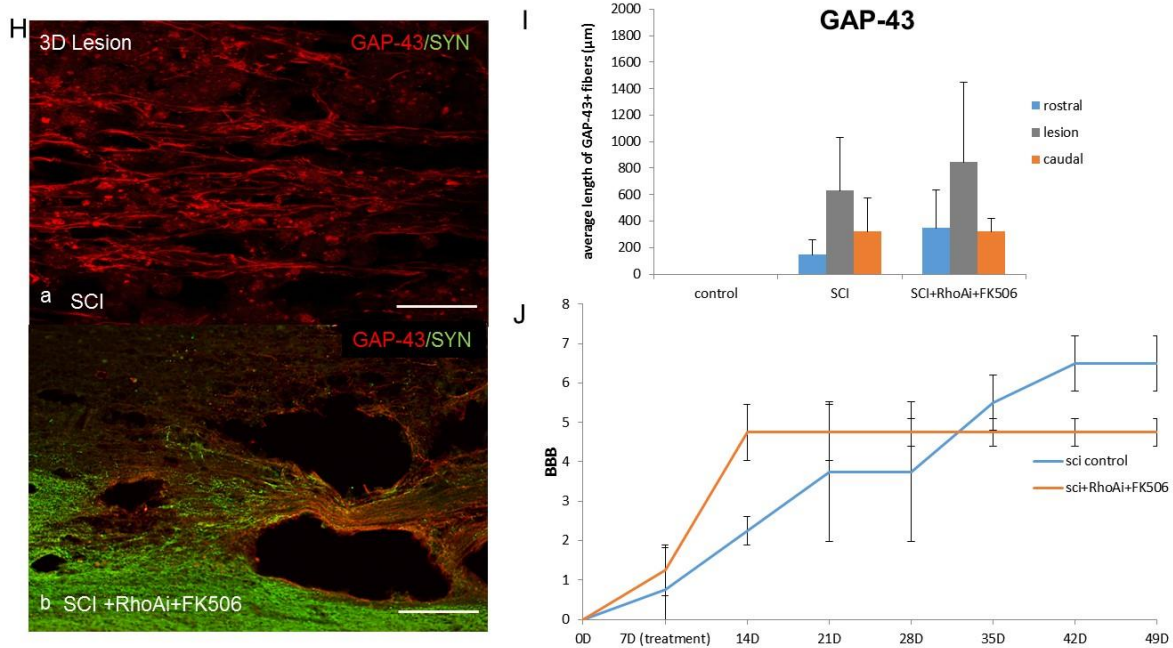 H
3D Lesion
GAP-43/SYN
a SCI
GAP-43/SYN
b SCI +RhoAi+FK506
I
GAP-43
average length of GAP-43+ fibers (µm)
2000
1800
1600
1400
1200
1000
800
600
400
200
0
control
SCI
SCI+RhoAi+FK506
rostral
lesion
caudal
J
BBB
8
7
6
5
4
3
2
1
0
0D
7D (treatment)
14D
21D
28D
35D
42D
49D
sci control
sci+RhoAi+FK506